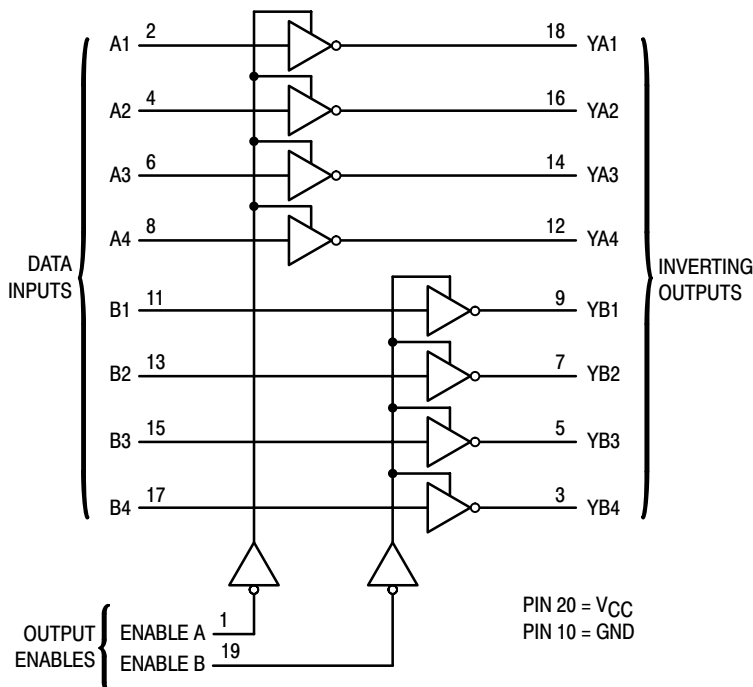 A1 2 18 YA1
A2 4 16 YA2
A3 6 14 YA3
A4 8 12 YA4
DATA
INPUTS
INVERTING
OUTPUTS
B1 11 9 YB1
B2 13 7 YB2
B3 15 5 YB3
B4 17 3 YB4
OUTPUT
ENABLES
ENABLE A 1
ENABLE B 19
PIN 20 = VCC
PIN 10 = GND